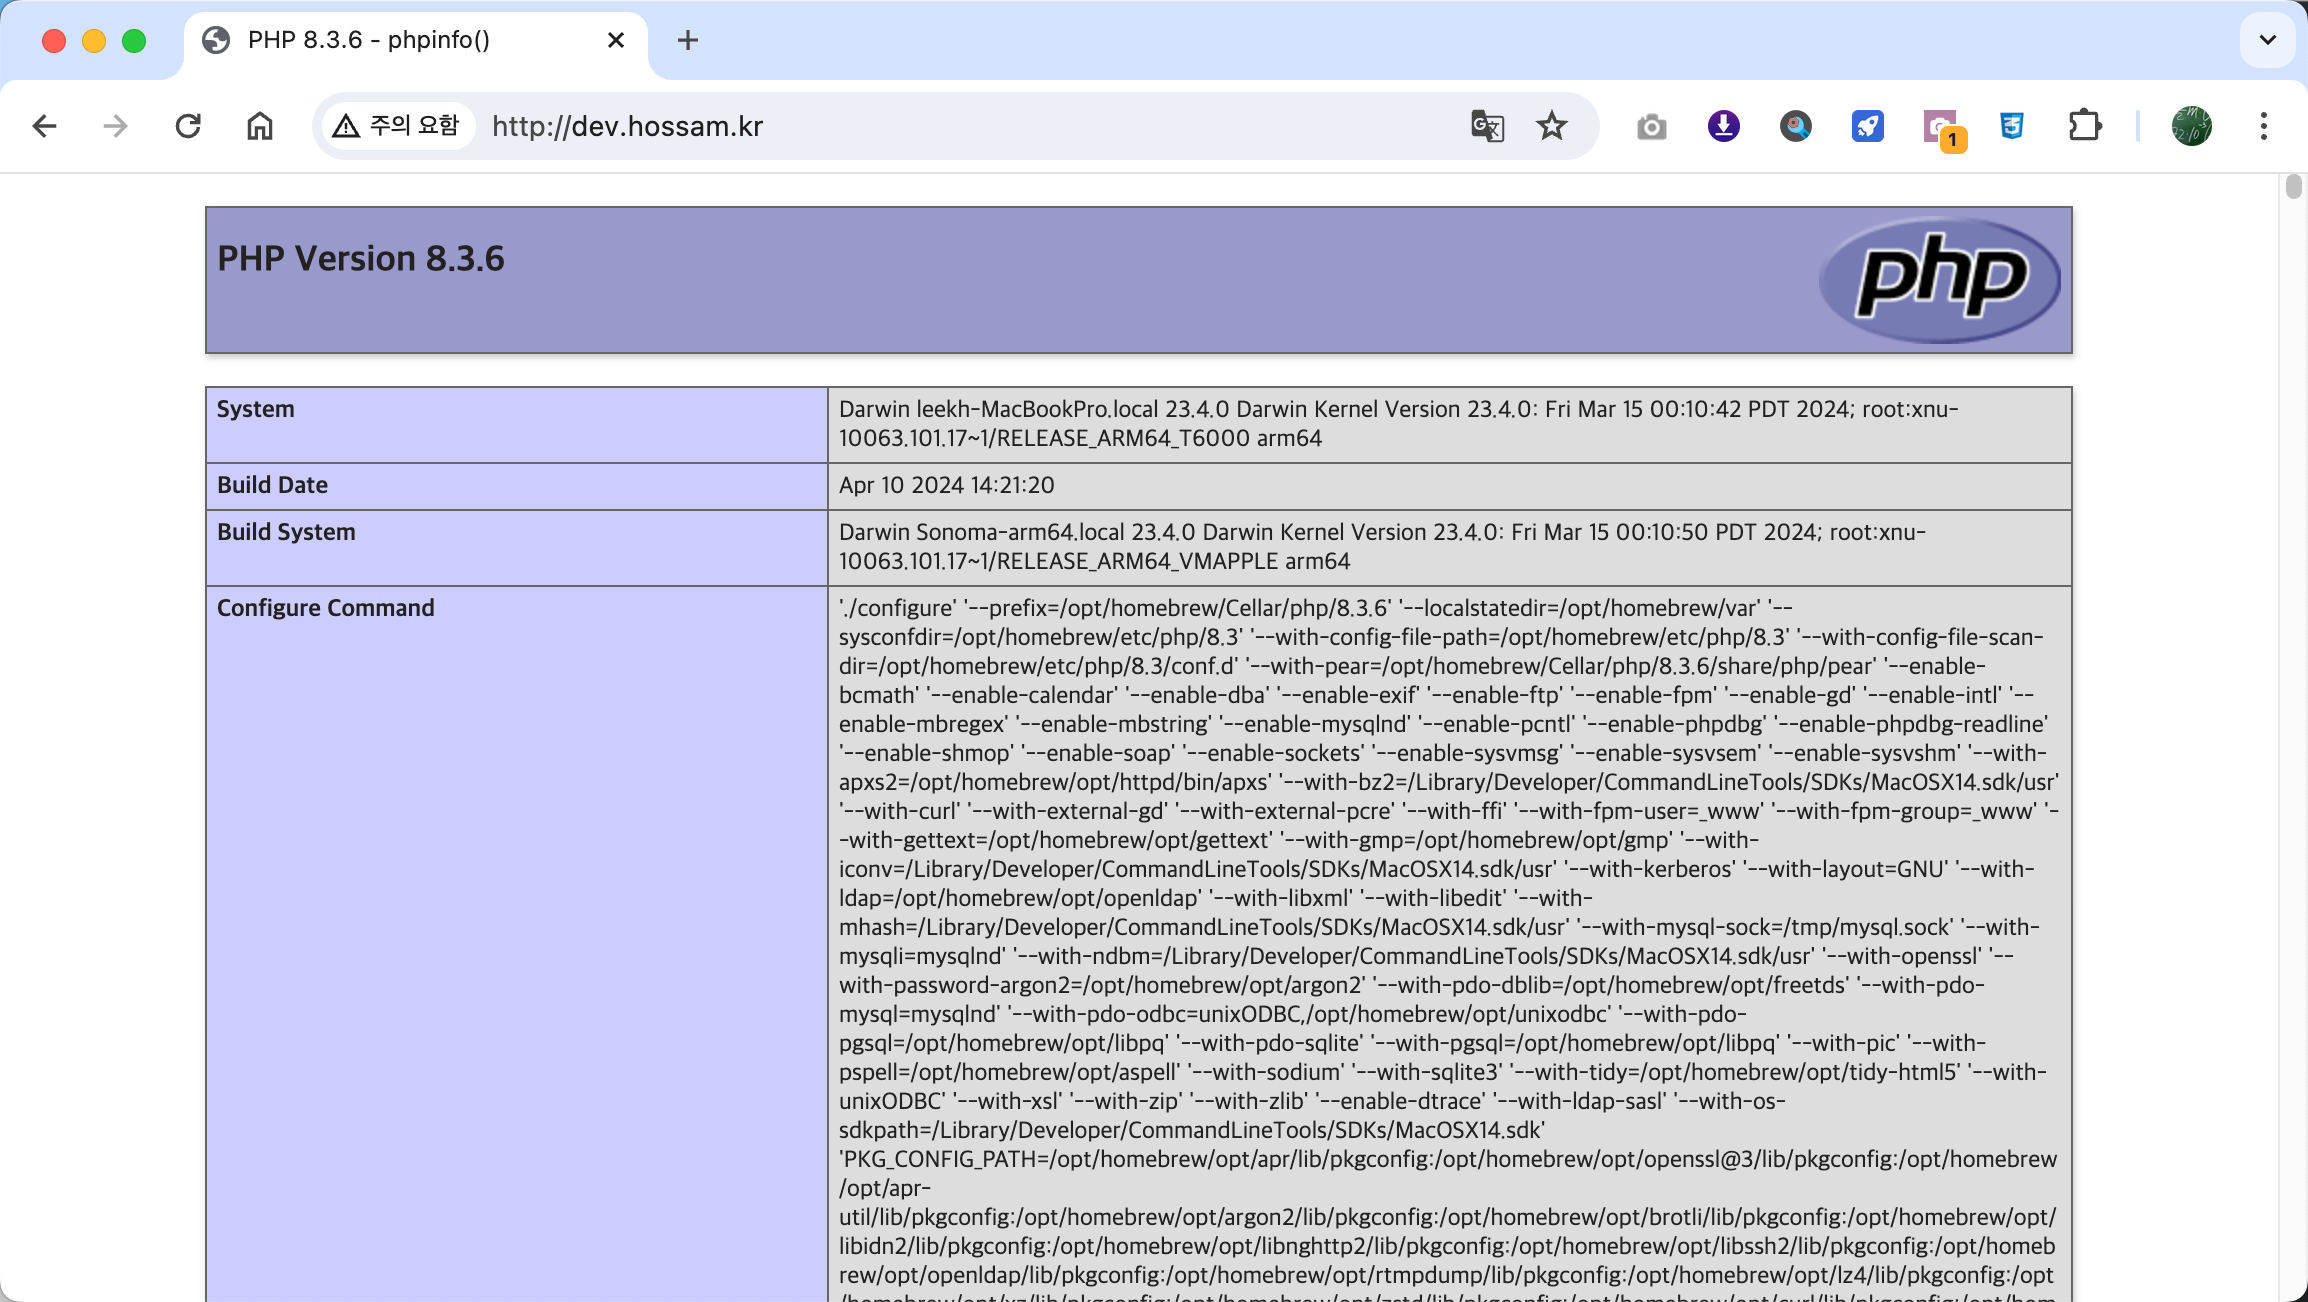 PHP 8.3.6 - phpinfo()
주의 요함
http://dev.hossam.kr
1
PHP Version 8.3.6
php
System
Darwin leekh-MacBookPro.local 23.4.0 Darwin Kernel Version 23.4.0: Fri Mar 15 00:10:42 PDT 2024; root:xnu-
10063.101.17~1/RELEASE_ARM64_T6000 arm64
Build Date
Apr 10 2024 14:21:20
Build System
Darwin Sonoma-arm64.local 23.4.0 Darwin Kernel Version 23.4.0: Fri Mar 15 00:10:50 PDT 2024; root:xnu-
10063.101.17~1/RELEASE_ARM64_VMAPPLE arm64
Configure Command
'./configure' '--prefix=/opt/homebrew/Cellar/php/8.3.6' '--localstatedir=/opt/homebrew/var' '--
sysconfdir=/opt/homebrew/etc/php/8.3' '--with-config-file-path=/opt/homebrew/etc/php/8.3' '--with-config-file-scan-
dir=/opt/homebrew/etc/php/8.3/conf.d' '--with-pear=/opt/homebrew/Cellar/php/8.3.6/share/php/pear' '--enable-
bcmath' '--enable-calendar' '--enable-dba' '--enable-exif' '--enable-ftp' '--enable-fpm' '--enable-gd' '--enable-intl' '--
enable-mbregex' '--enable-mbstring' '--enable-mysqlnd' '--enable-pcntl' '--enable-phpdbg' '--enable-phpdbg-readline'
'--enable-shmop' '--enable-soap' '--enable-sockets' '--enable-sysvmsg' '--enable-sysvsem' '--enable-sysvshm' '--with-
apxs2=/opt/homebrew/opt/httpd/bin/apxs' '--with-bz2=/Library/Developer/CommandLineTools/SDKs/MacOSX14.sdk/usr'
'--with-curl' '--with-external-gd' '--with-external-pcre' '--with-ffi' '--with-fpm-user=_www' '--with-fpm-group=_www' '-
-with-gettext=/opt/homebrew/opt/gettext' '--with-gmp=/opt/homebrew/opt/gmp' '--with-
iconv=/Library/Developer/CommandLineTools/SDKs/MacOSX14.sdk/usr' '--with-kerberos' '--with-layout=GNU' '--with-
ldap=/opt/homebrew/opt/openldap' '--with-libxml' '--with-libedit' '--with-
mhash=/Library/Developer/CommandLineTools/SDKs/MacOSX14.sdk/usr' '--with-mysql-sock=/tmp/mysql.sock' '--with-
mysqli=mysqlnd' '--with-ndbm=/Library/Developer/CommandLineTools/SDKs/MacOSX14.sdk/usr' '--with-openssl' '--
with-password-argon2=/opt/homebrew/opt/argon2' '--with-pdo-dblib=/opt/homebrew/opt/freetds' '--with-pdo-
mysql=mysqlnd' '--with-pdo-odbc=unixODBC,/opt/homebrew/opt/unixodbc' '--with-pdo-
pgsql=/opt/homebrew/opt/libpq' '--with-pdo-sqlite' '--with-pgsql=/opt/homebrew/opt/libpq' '--with-pic' '--with-
pspell=/opt/homebrew/opt/aspell' '--with-sodium' '--with-sqlite3' '--with-tidy=/opt/homebrew/opt/tidy-html5' '--with-
unixODBC' '--with-xsl' '--with-zip' '--with-zlib' '--enable-dtrace' '--with-ldap-sasl' '--with-os-
sdkpath=/Library/Developer/CommandLineTools/SDKs/MacOSX14.sdk'
'PKG_CONFIG_PATH=/opt/homebrew/opt/apr/lib/pkgconfig:/opt/homebrew/opt/openssl@3/lib/pkgconfig:/opt/homebrew
/opt/apr-
util/lib/pkgconfig:/opt/homebrew/opt/argon2/lib/pkgconfig:/opt/homebrew/opt/brotli/lib/pkgconfig:/opt/homebrew/opt/
libidn2/lib/pkgconfig:/opt/homebrew/opt/libnghttp2/lib/pkgconfig:/opt/homebrew/opt/libssh2/lib/pkgconfig:/opt/homeb
rew/opt/openldap/lib/pkgconfig:/opt/homebrew/opt/rtmpdump/lib/pkgconfig:/opt/homebrew/opt/lz4/lib/pkgconfig:/opt